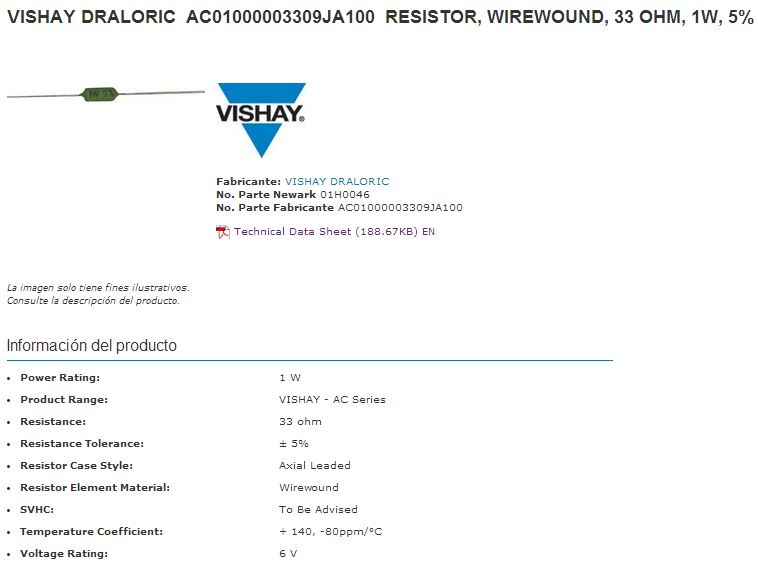 VISHAY DRALORIC AC01000003309JA100 RESISTOR, WIREWOUND, 33 OHM, 1W, 5%
1W 5%
VISHAY®
Fabricante: VISHAY DRALORIC
No. Parte Newark 01H0046
No. Parte Fabricante AC01000003309JA100
Technical Data Sheet (188.67KB) EN
La imagen solo tiene fines ilustrativos.
Consulte la descripción del producto.
Información del producto
• Power Rating: 1 W
• Product Range: VISHAY - AC Series
• Resistance: 33 ohm
• Resistance Tolerance: ± 5%
• Resistor Case Style: Axial Leaded
• Resistor Element Material: Wirewound
• SVHC: To Be Advised
• Temperature Coefficient: + 140, -80ppm/°C
• Voltage Rating: 6 V